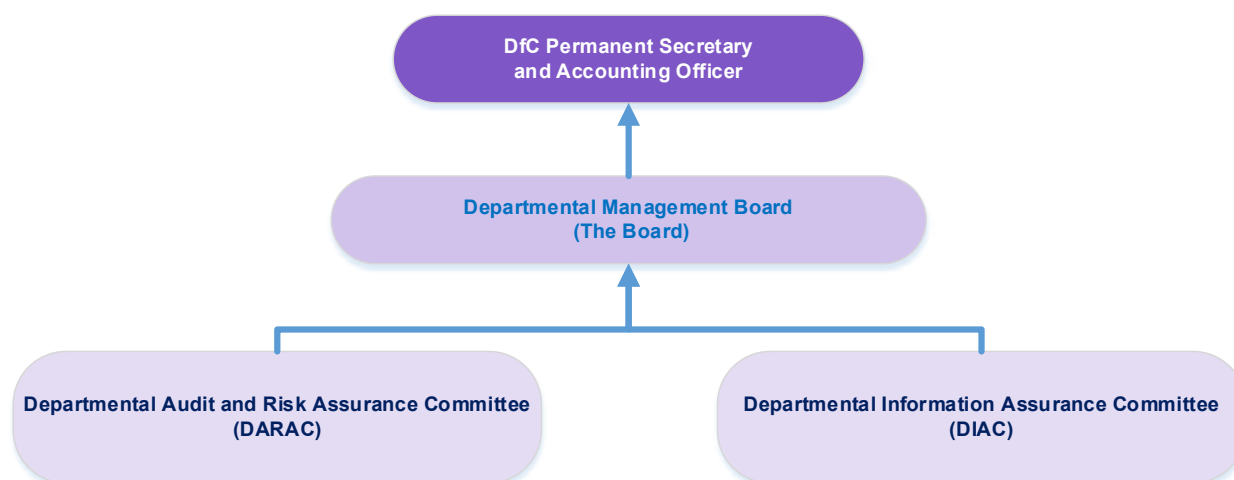 DfC Permanent Secretary
and Accounting Officer
Departmental Management Board
(The Board)
Departmental Audit and Risk Assurance Committee
(DARAC)
Departmental Information Assurance Committee
(DIAC)